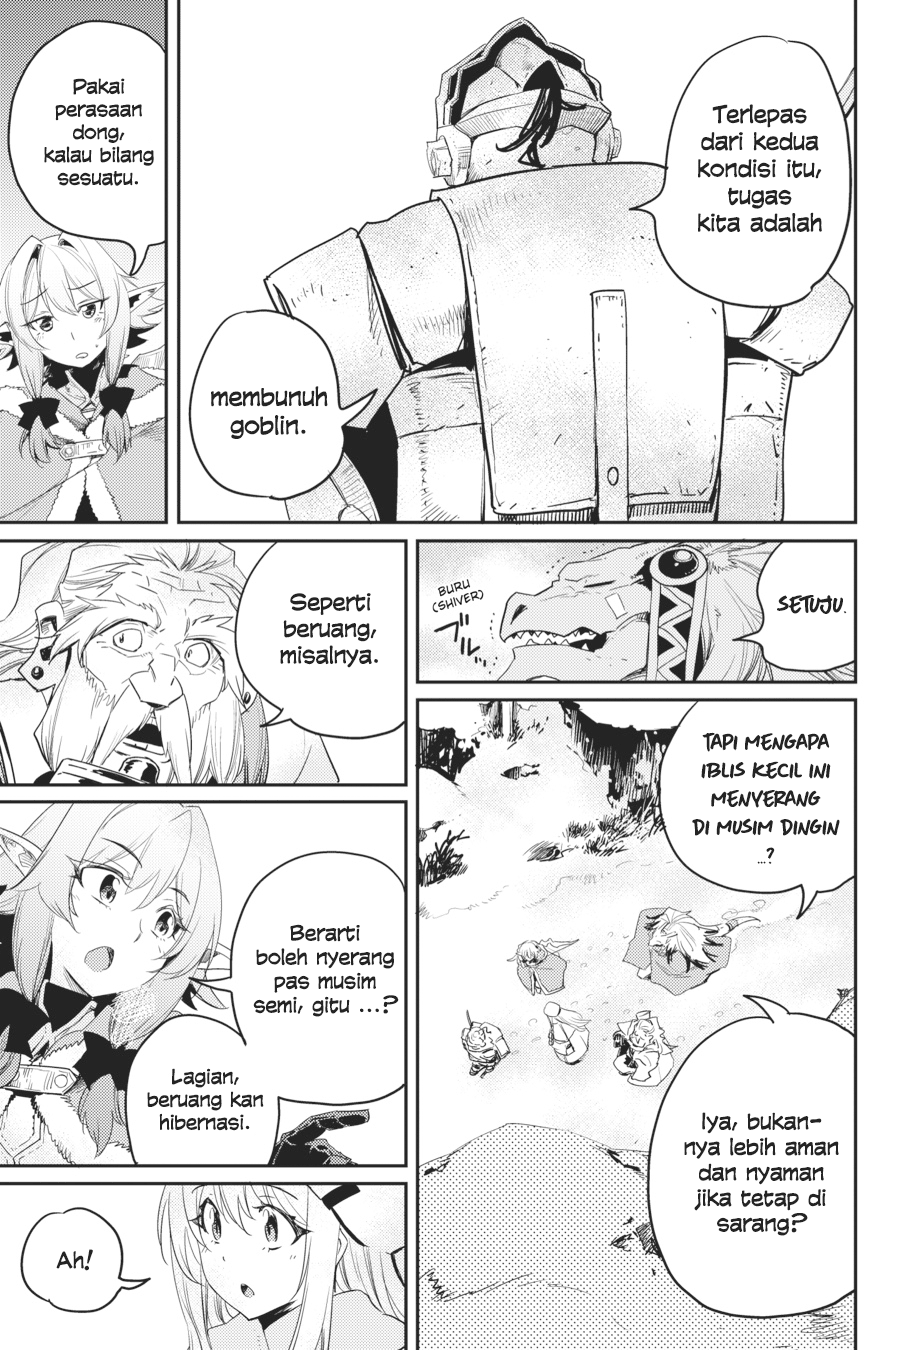 Terlepas
dari kedua
kondisi itu,
tugas
kita adalah
membunuh
goblin.
Pakai
perasaan
dong,
kalau bilang
sesuatu.
SETUJU.
BURU
(SHIVER)
ブルッ
TAPI MENGAPA
IBLIS KECIL INI
MENYERANG
DI MUSIM DINGIN
...?
Iya, bukan-
nya lebih aman
dan nyaman
jika tetap di
sarang?
Seperti
beruang,
misalnya.
Berarti
boleh nyerang
pas musim
semi, gitu ...?
Lagian,
beruang kan
hibernasi.
Ah!